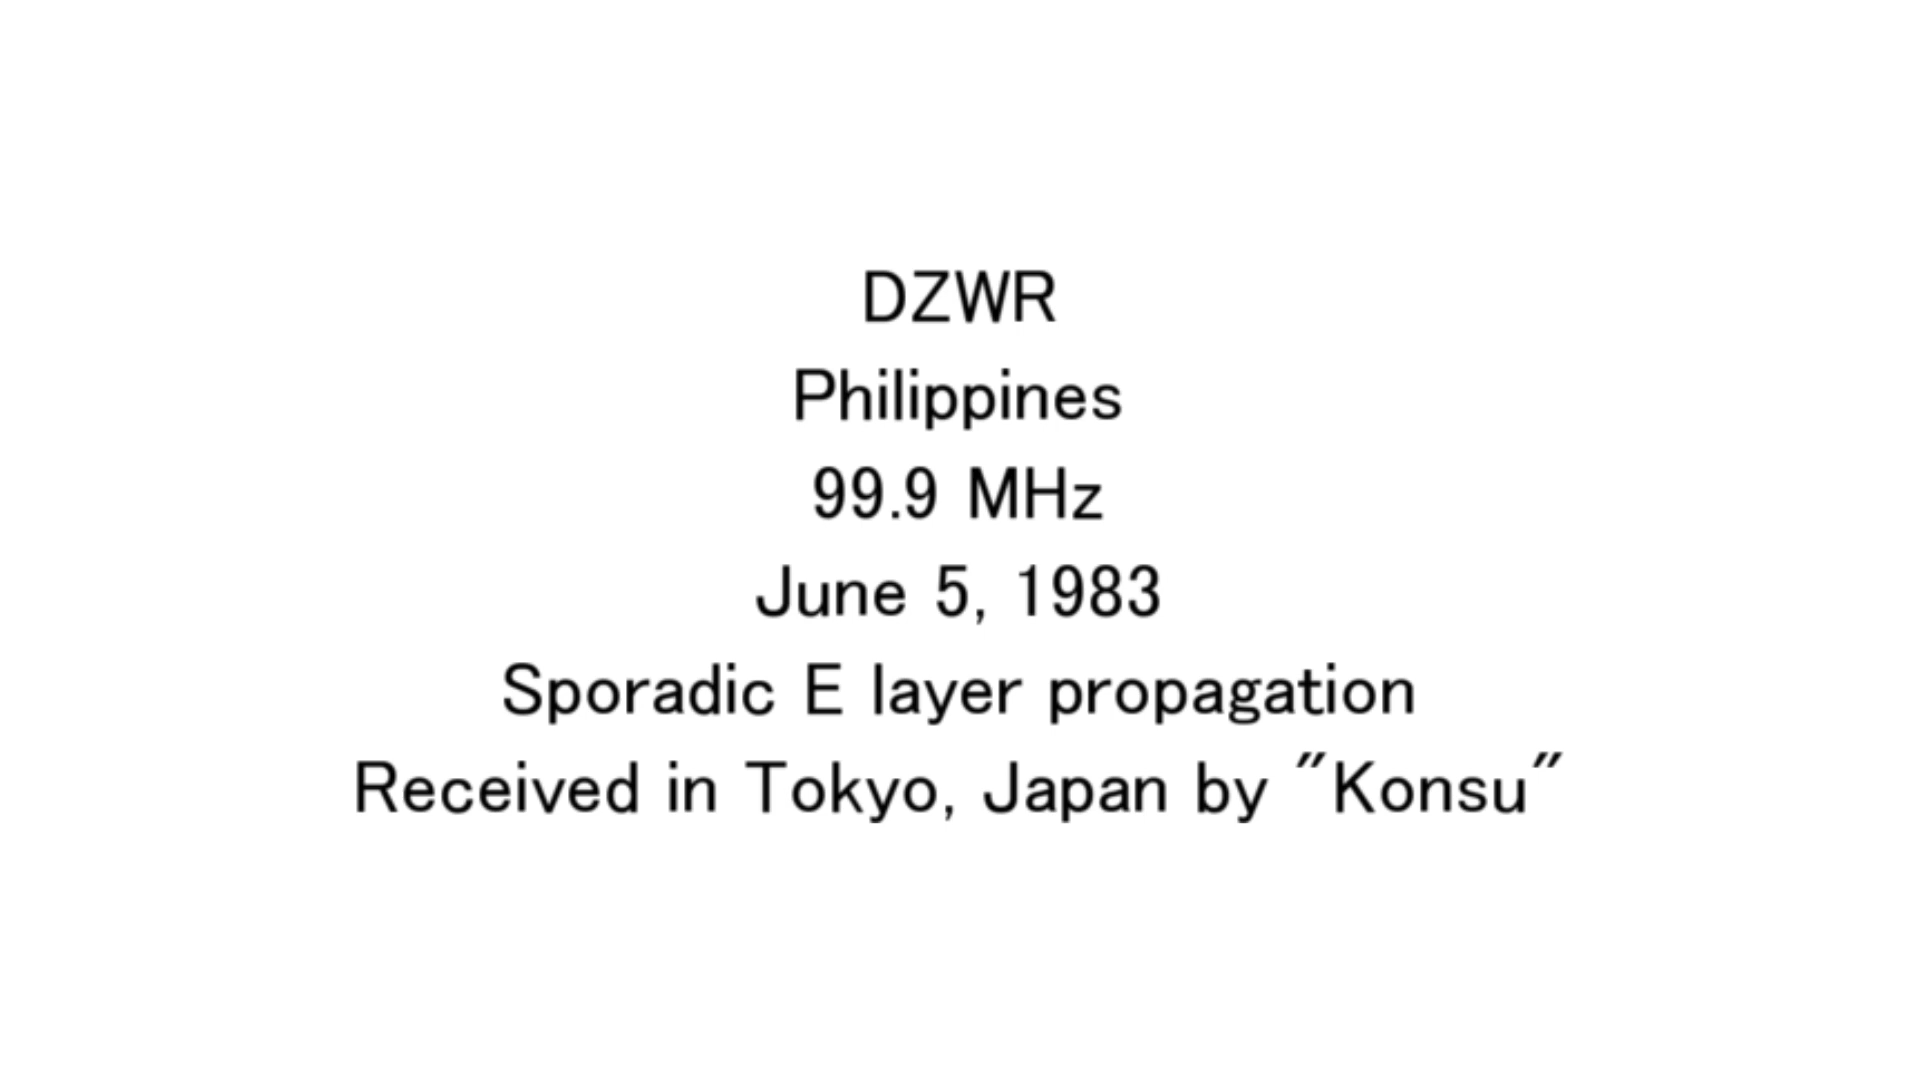 DZWR
Philippines
99.9 MHz
June 5, 1983
Sporadic E layer propagation
Received in Tokyo, Japan by "Konsu"